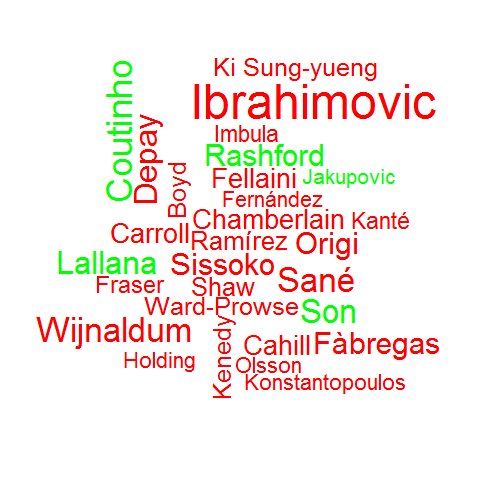 Ki Sung-yueng
Ibrahimovic
Coutinho
Depay
Imbula
Rashford
Boyd
Fellaini
Jakupovic
Fernández
Chamberlain
Kanté
Carroll
Ramírez
Origi
Lallana
Sissoko
Sané
Fraser
Shaw
Ward-Prowse
Son
Wijnaldum
Kenedy
Cahill
Fàbregas
Holding
Olsson
Konstantopoulos